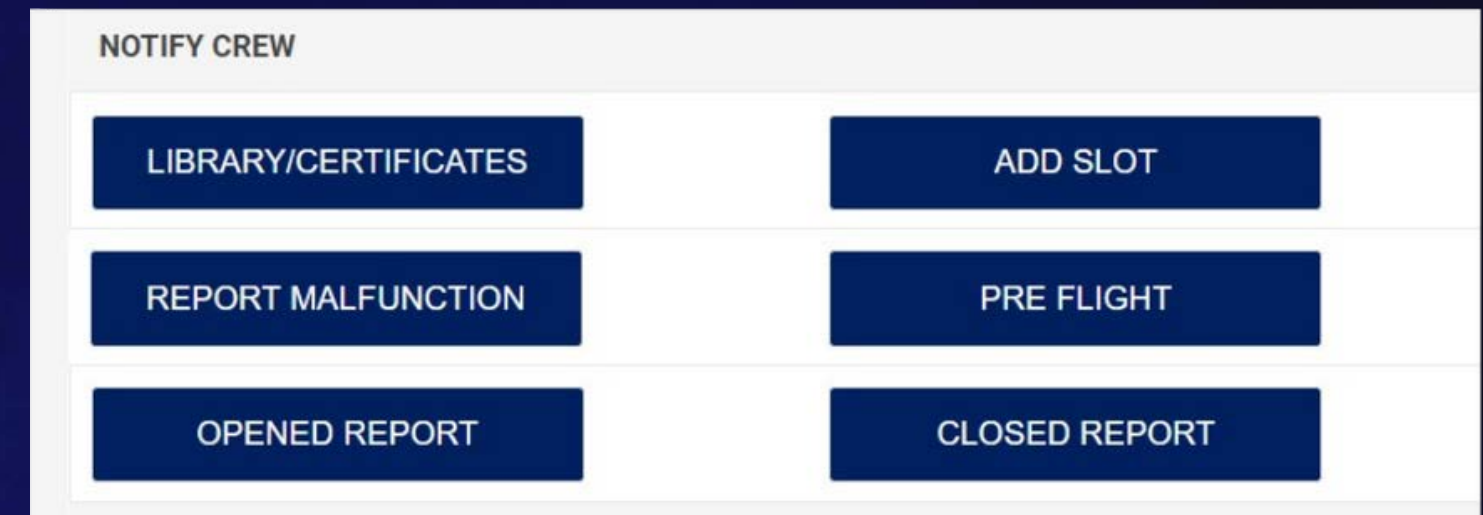 NOTIFY CREW
LIBRARY/CERTIFICATES
ADD SLOT
REPORT MALFUNCTION
PRE FLIGHT
OPENED REPORT
CLOSED REPORT